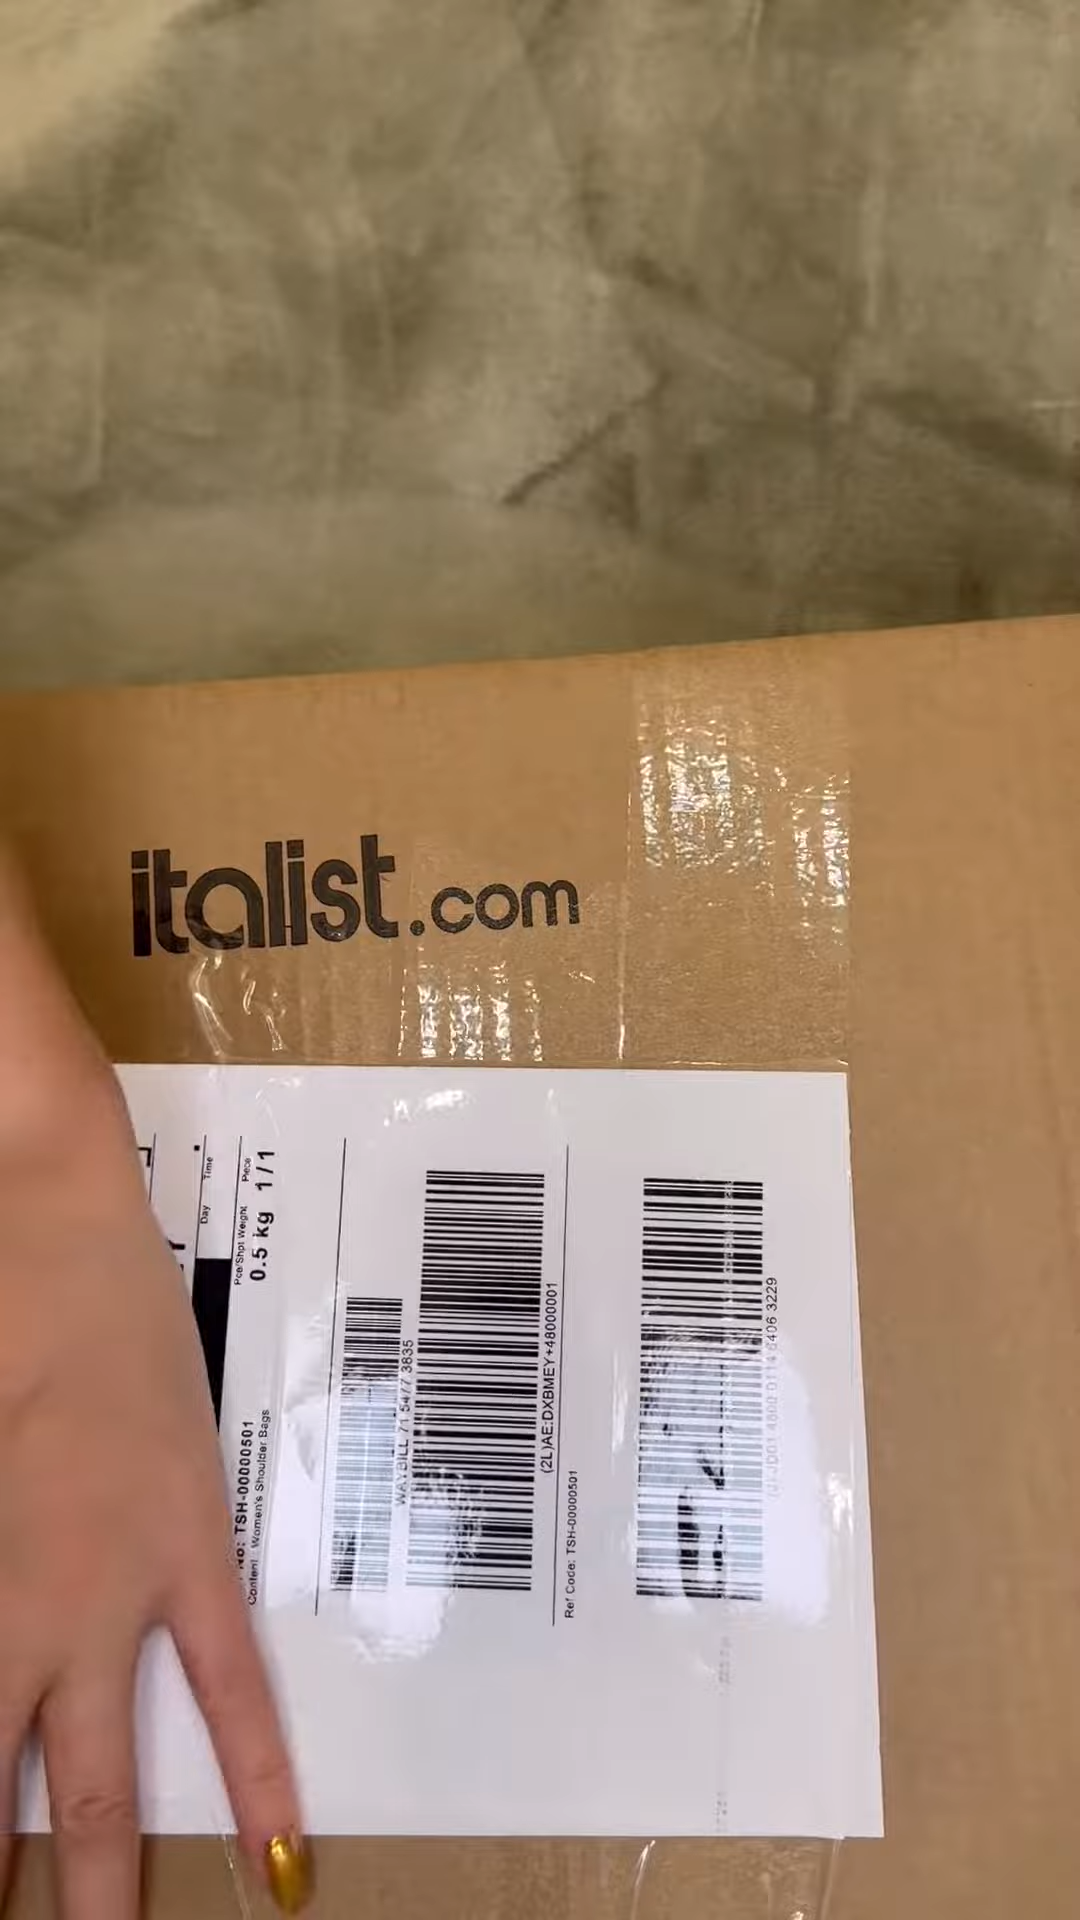 italist.com
Day
Time
Pce/Shpt Weight
Piece
0.5 kg
1/1
No: TSH-00000501
Content: Women's Shoulder Bags
WAYBILL 71 5477 3835
(2L)AE:DXBMEY+48000001
Ref Code: TSH-00000501